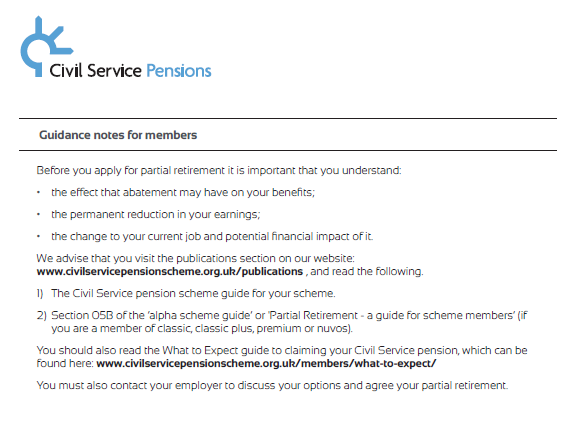 Civil Service Pensions
Guidance notes for members
Before you apply for partial retirement it is important that you understand:
• the effect that abatement may have on your benefits;
• the permanent reduction in your earnings;
• the change to your current job and potential financial impact of it.
We advise that you visit the publications section on our website:
www.civilservicepensionscheme.org.uk/publications , and read the following.
1) The Civil Service pension scheme guide for your scheme.
2) Section 05B of the 'alpha scheme guide' or 'Partial Retirement - a guide for scheme members' (if
you are a member of classic, classic plus, premium or nuvos).
You should also read the What to Expect guide to claiming your Civil Service pension, which can be
found here: www.civilservicepensionscheme.org.uk/members/what-to-expect/
You must also contact your employer to discuss your options and agree your partial retirement.